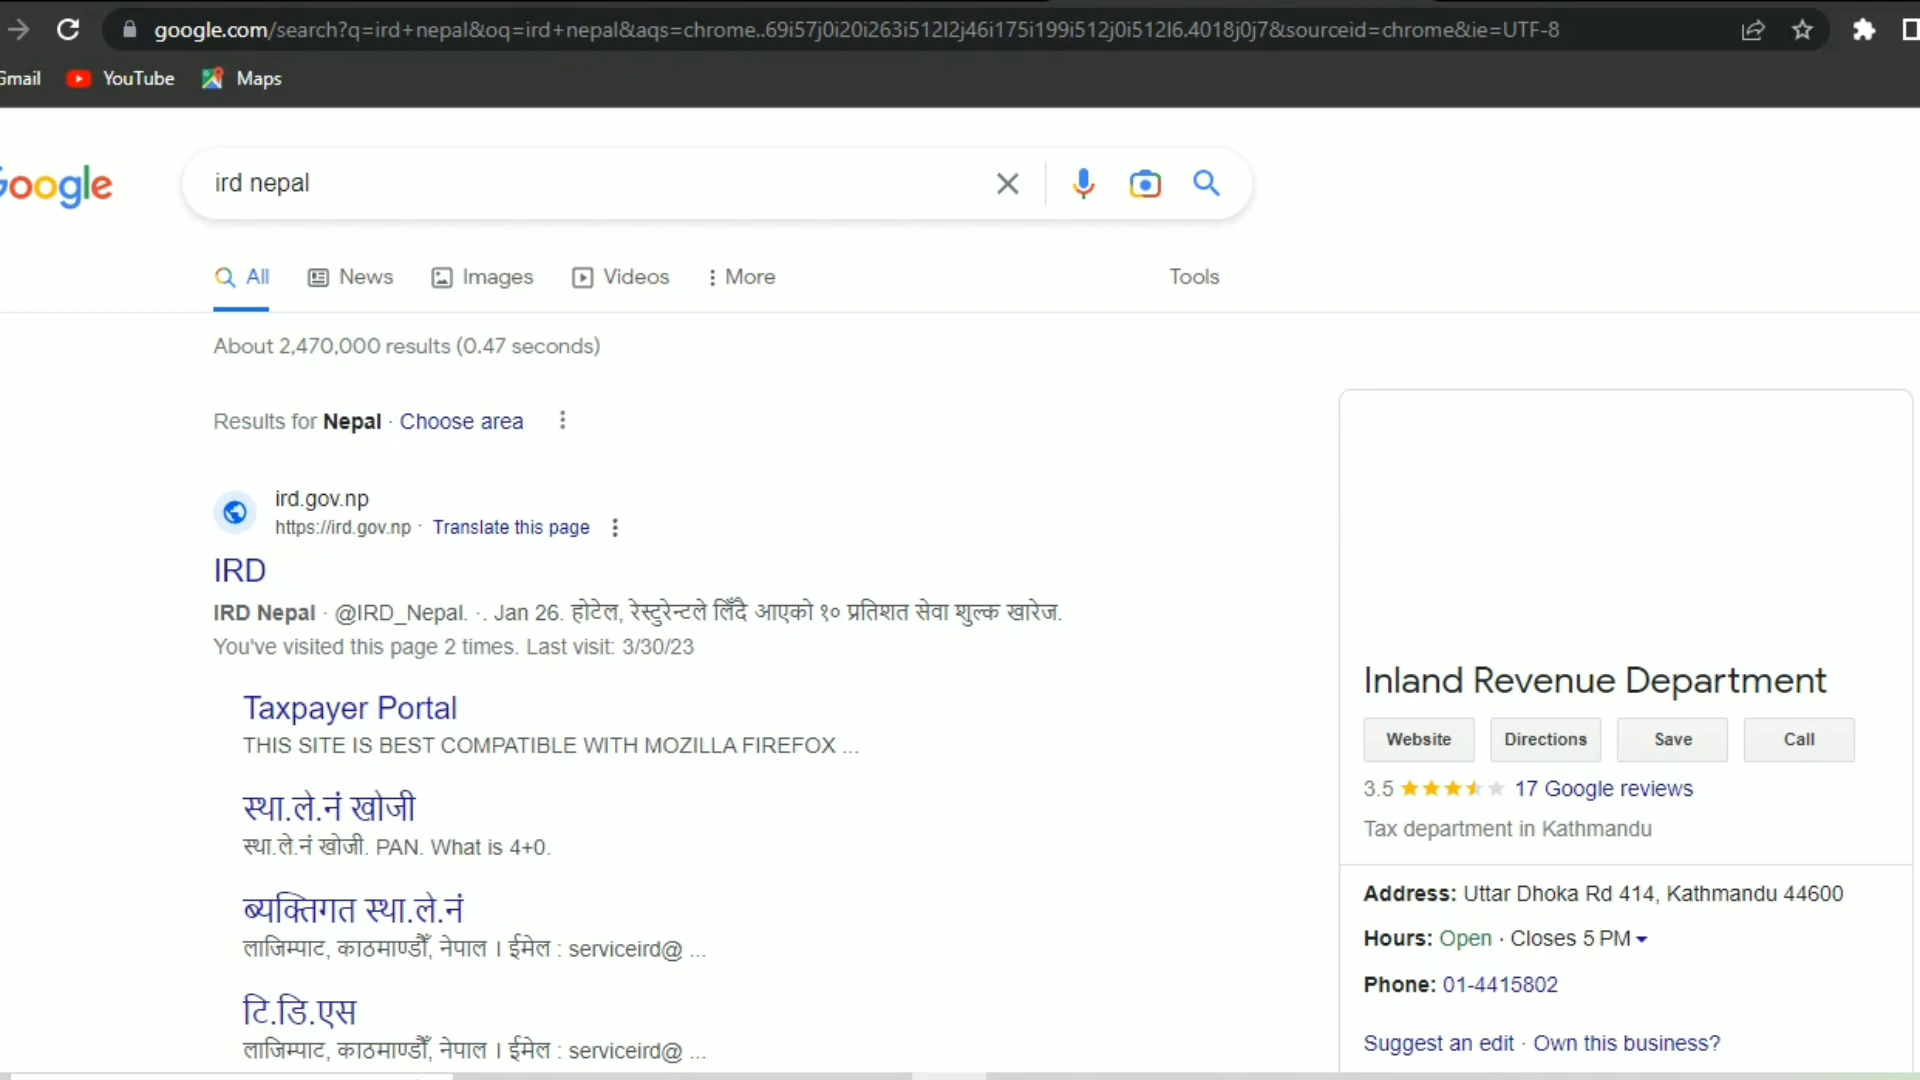 google.com/search?q=ird+nepal&oq=ird+nepal&aqs=chrome..69i57j0i20i263i512l2j46i175i199i512j0i512l6.4018j0j7&sourceid=chrome&ie=UTF-8
Gmail YouTube Maps
Google ird nepal
All News Images Videos More Tools
About 2,470,000 results (0.47 seconds)
Results for Nepal · Choose area
ird.gov.np
https://ird.gov.np · Translate this page
IRD
IRD Nepal · @IRD_Nepal. ·. Jan 26. होटेल, रेस्टुरेन्टले लिँदै आएको १० प्रतिशत सेवा शुल्क खारेज.
You've visited this page 2 times. Last visit: 3/30/23
Taxpayer Portal
THIS SITE IS BEST COMPATIBLE WITH MOZILLA FIREFOX ...
स्था.ले.नं खोजी
स्था.ले.नं खोजी. PAN. What is 4+0.
ब्यक्तिगत स्था.ले.नं
लाजिम्पाट, काठमाण्डौँ, नेपाल । ईमेल : serviceird@ ...
टि.डि.एस
लाजिम्पाट, काठमाण्डौँ, नेपाल । ईमेल : serviceird@ ...
Inland Revenue Department
Website Directions Save Call
3.5 17 Google reviews
Tax department in Kathmandu
Address: Uttar Dhoka Rd 414, Kathmandu 44600
Hours: Open · Closes 5 PM
Phone: 01-4415802
Suggest an edit · Own this business?